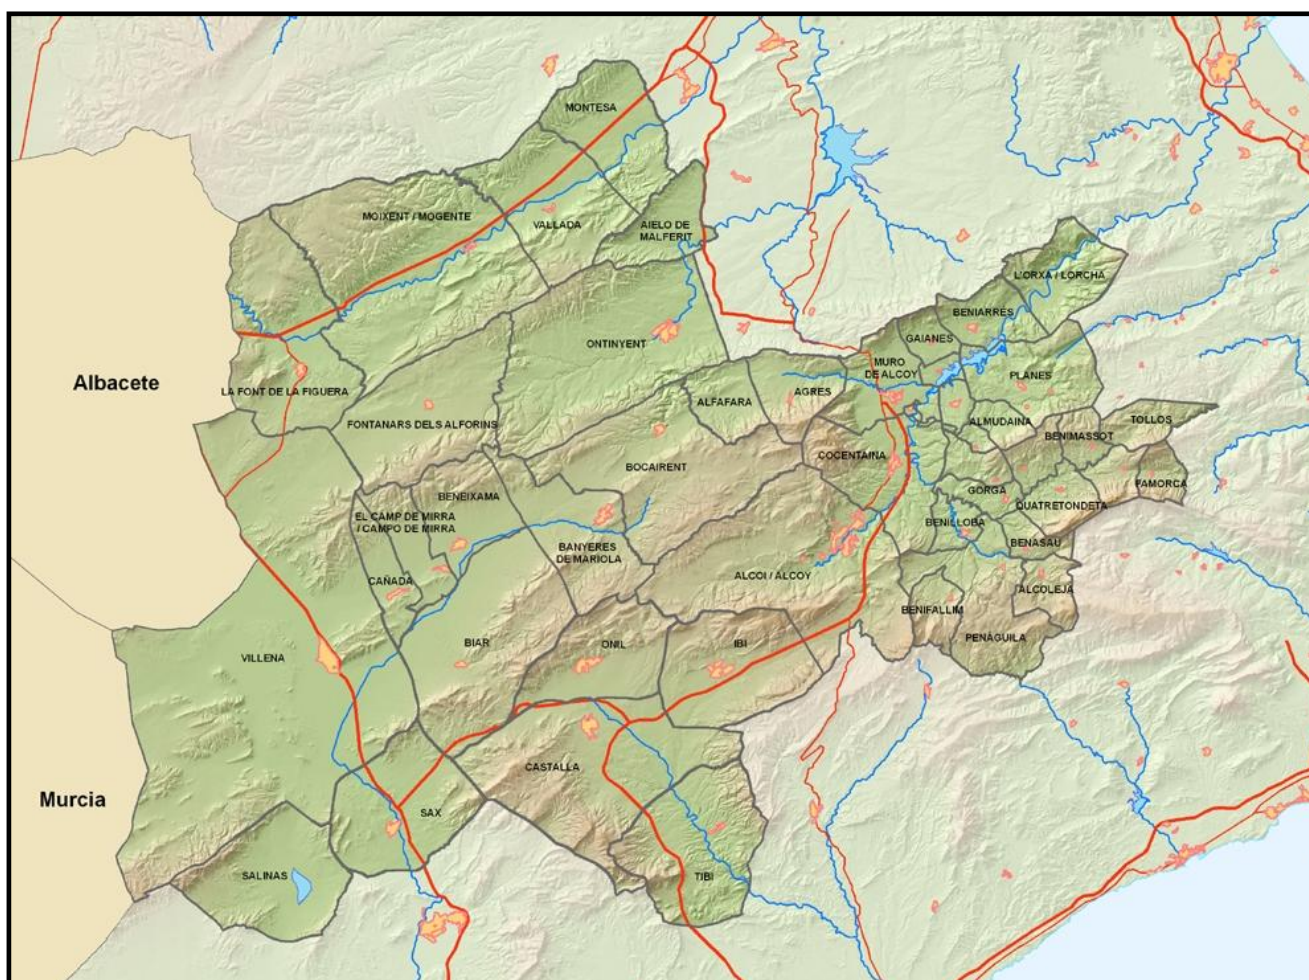 MONTESA
MOIXENT / MOGENTE
VALLADA
AIELO DE
MALFERIT
L'ORXA / LORCHA
BENIARRÉS
GAIANES
ONTINYENT
MURO
DE ALCOY
PLANES
Albacete
LA FONT DE LA FIGUERA
ALFAFARA
AGRES
FONTANARS DELS ALFORINS
ALMUDAINA
TOLLOS
BENIMASSOT
COCENTAINA
BOCAIRENT
FAMORCA
BENEIXAMA
GORGA
QUATRETONDETA
EL CAMP DE MIRRA
/ CAMPO DE MIRRA
BENILLOBA
BENASAU
BANYERES
DE MARIOLA
CAÑADA
ALCOI / ALCOY
ALCOLEJA
BENIFALLIM
PENÀGUILA
BIAR
ONIL
IBI
VILLENA
CASTALLA
Murcia
SAX
SALINAS
TIBI